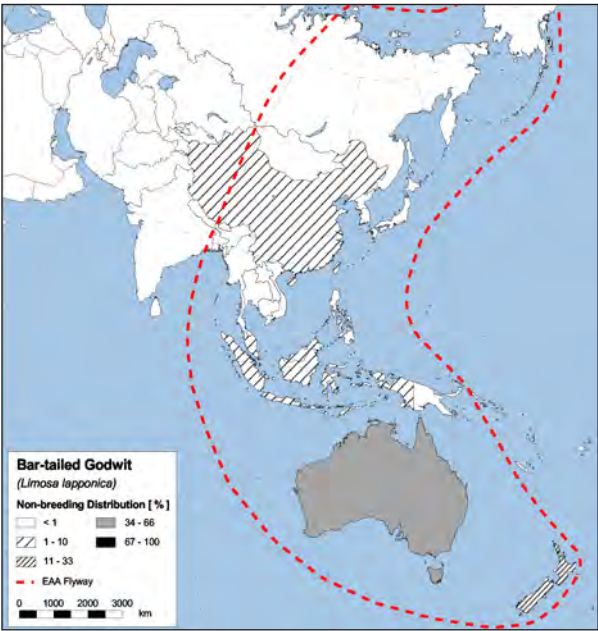 Bar-tailed Godwit
(Limosa lapponica)
Non-breeding Distribution [ % ]
< 1 34 - 66
1 - 10 67 - 100
11 - 33
EAA Flyway
0 1000 2000 3000
km